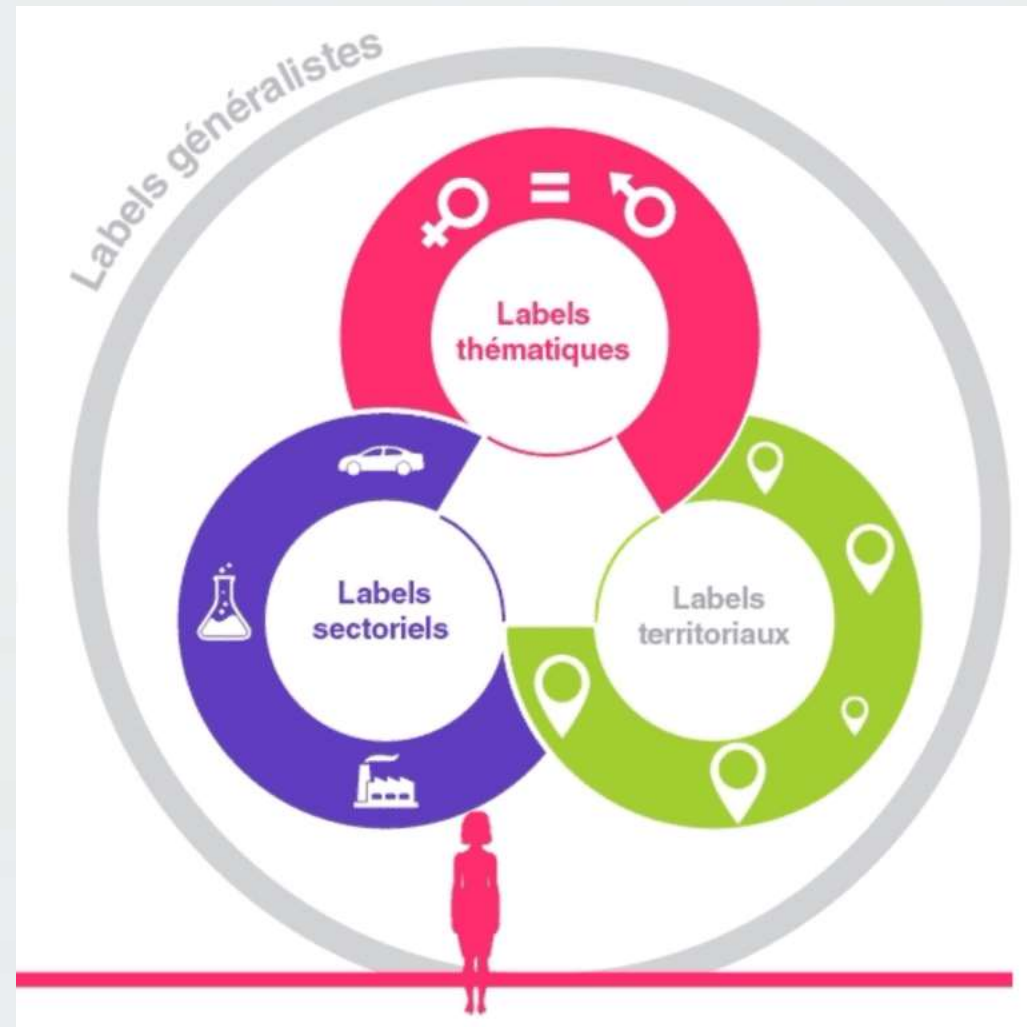 Labels généralistes
Labels
thématiques
Labels
sectoriels
Labels
territoriaux